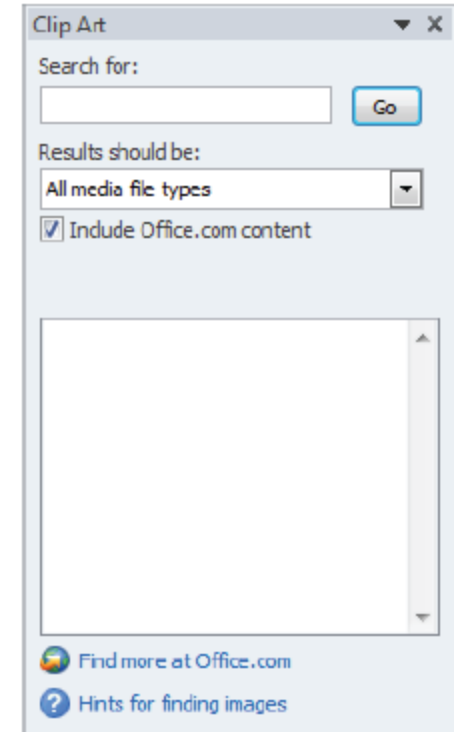 Clip Art
Search for:
Go
Results should be:
All media file types
Include Office.com content
Find more at Office.com
Hints for finding images